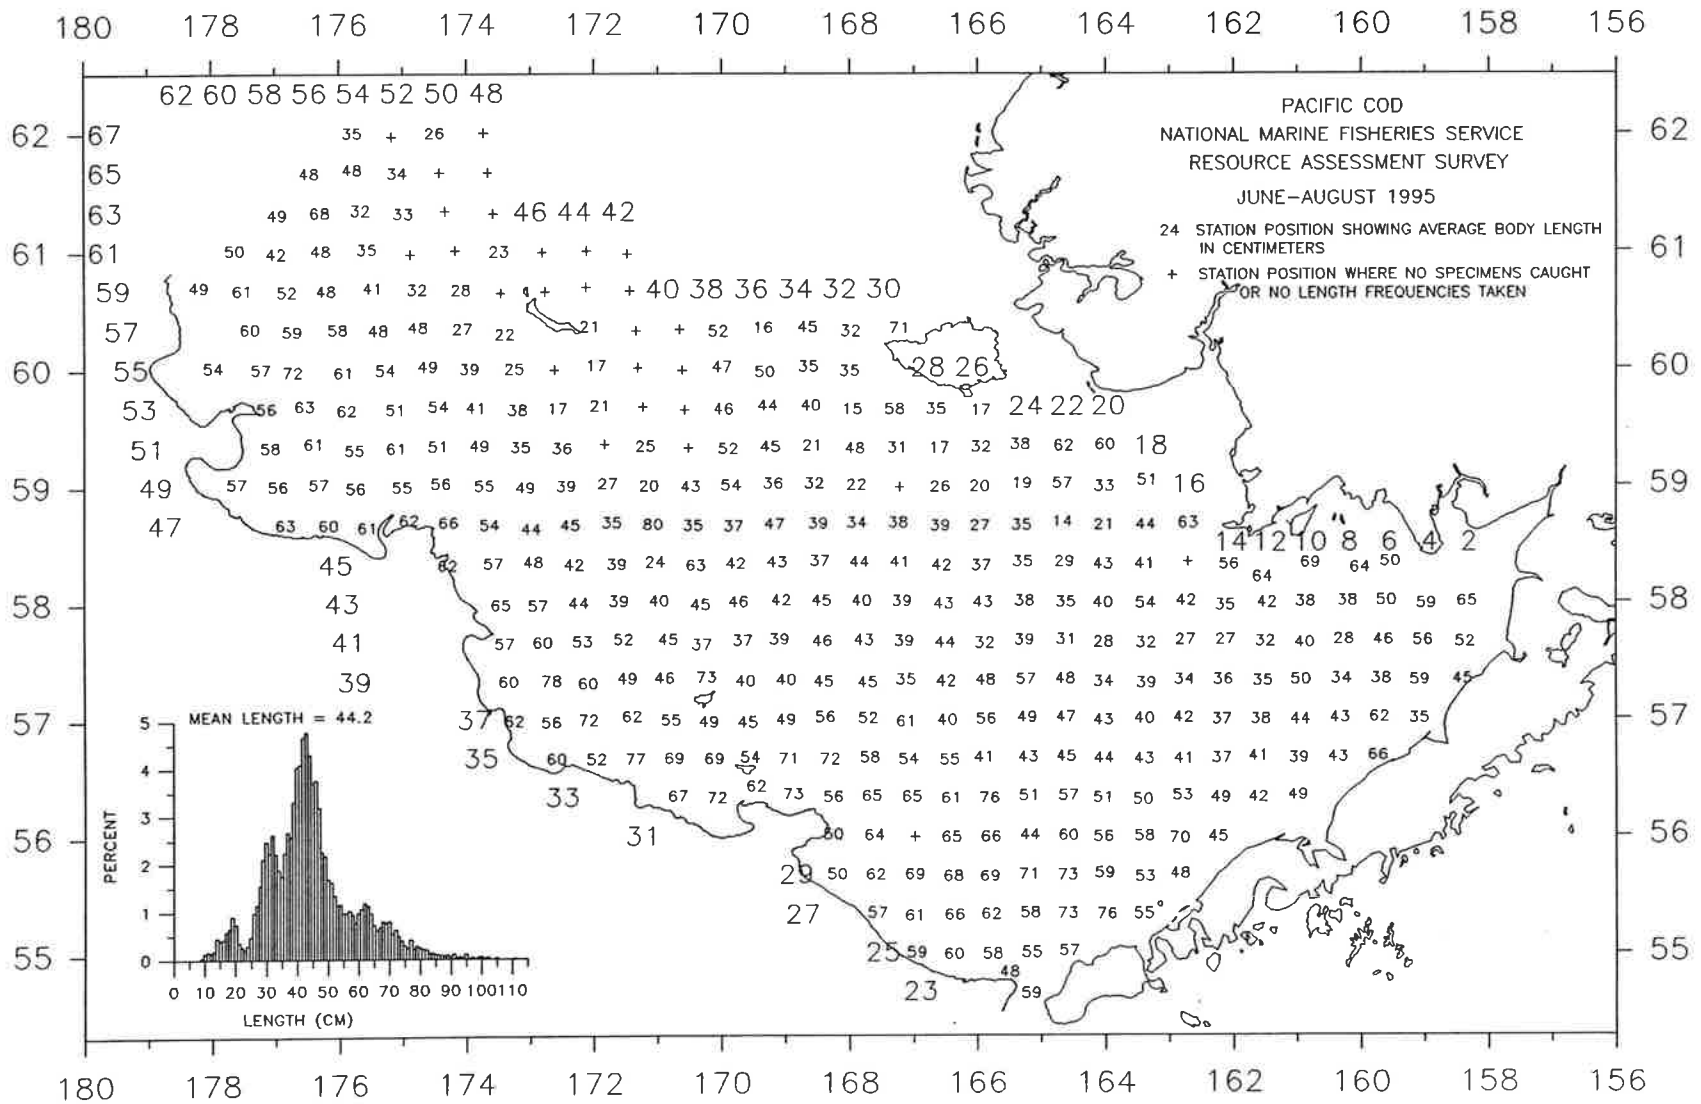 180 178 176 174 172 170 168 166 164 162 160 158 156
62 60 58 56 54 52 50 48
PACIFIC COD
NATIONAL MARINE FISHERIES SERVICE
RESOURCE ASSESSMENT SURVEY
JUNE–AUGUST 1995
24 STATION POSITION SHOWING AVERAGE BODY LENGTH
IN CENTIMETERS
+ STATION POSITION WHERE NO SPECIMENS CAUGHT
OR NO LENGTH FREQUENCIES TAKEN
62 67 35 + 26 + 62
65 48 48 34 + +
63 49 68 32 33 + + 46 44 42
61 61 50 42 48 35 + + 23 + + + 61
59 49 61 52 48 41 32 28 + + + + 40 38 36 34 32 30
57 60 59 58 48 48 27 22 21 + + 52 16 45 32 71
60 55 54 57 72 61 54 49 39 25 + 17 + + 47 50 35 35 28 26 60
53 56 63 62 51 54 41 38 17 21 + + 46 44 40 15 58 35 17 24 22 20
51 58 61 55 61 51 49 35 36 + 25 + 52 45 21 48 31 17 32 38 62 60 18
59 49 57 56 57 56 55 56 55 49 39 27 20 43 54 36 32 22 + 26 20 19 57 33 51 16 59
47 63 60 61 62 66 54 44 45 35 80 35 37 47 39 34 38 39 27 35 14 21 44 63
14 12 10 8 6 4 2
45 62 57 48 42 39 24 63 42 43 37 44 41 42 37 35 29 43 41 + 56 64 69 64 50
58 43 65 57 44 39 40 45 46 42 45 40 39 43 43 38 35 40 54 42 35 42 38 38 50 59 65 58
41 57 60 53 52 45 37 37 39 46 43 39 44 32 39 31 28 32 27 27 32 40 28 46 56 52
39 60 78 60 49 46 73 40 40 45 45 35 42 48 57 48 34 39 34 36 35 50 34 38 59 45
57 37 62 56 72 62 55 49 45 49 56 52 61 40 56 49 47 43 40 42 37 38 44 43 62 35 57
35 60 52 77 69 69 54 71 72 58 54 55 41 43 45 44 43 41 37 41 39 43 66
33 67 72 62 73 56 65 65 61 76 51 57 51 50 53 49 42 49
56 31 60 64 + 65 66 44 60 56 58 70 45 56
29 50 62 69 68 69 71 73 59 53 48
27 57 61 66 62 58 73 76 55
55 25 59 60 58 55 57 55
48
23 59
MEAN LENGTH = 44.2
5
4
3
2
1
0
PERCENT
0 10 20 30 40 50 60 70 80 90 100 110
LENGTH (CM)
180 178 176 174 172 170 168 166 164 162 160 158 156